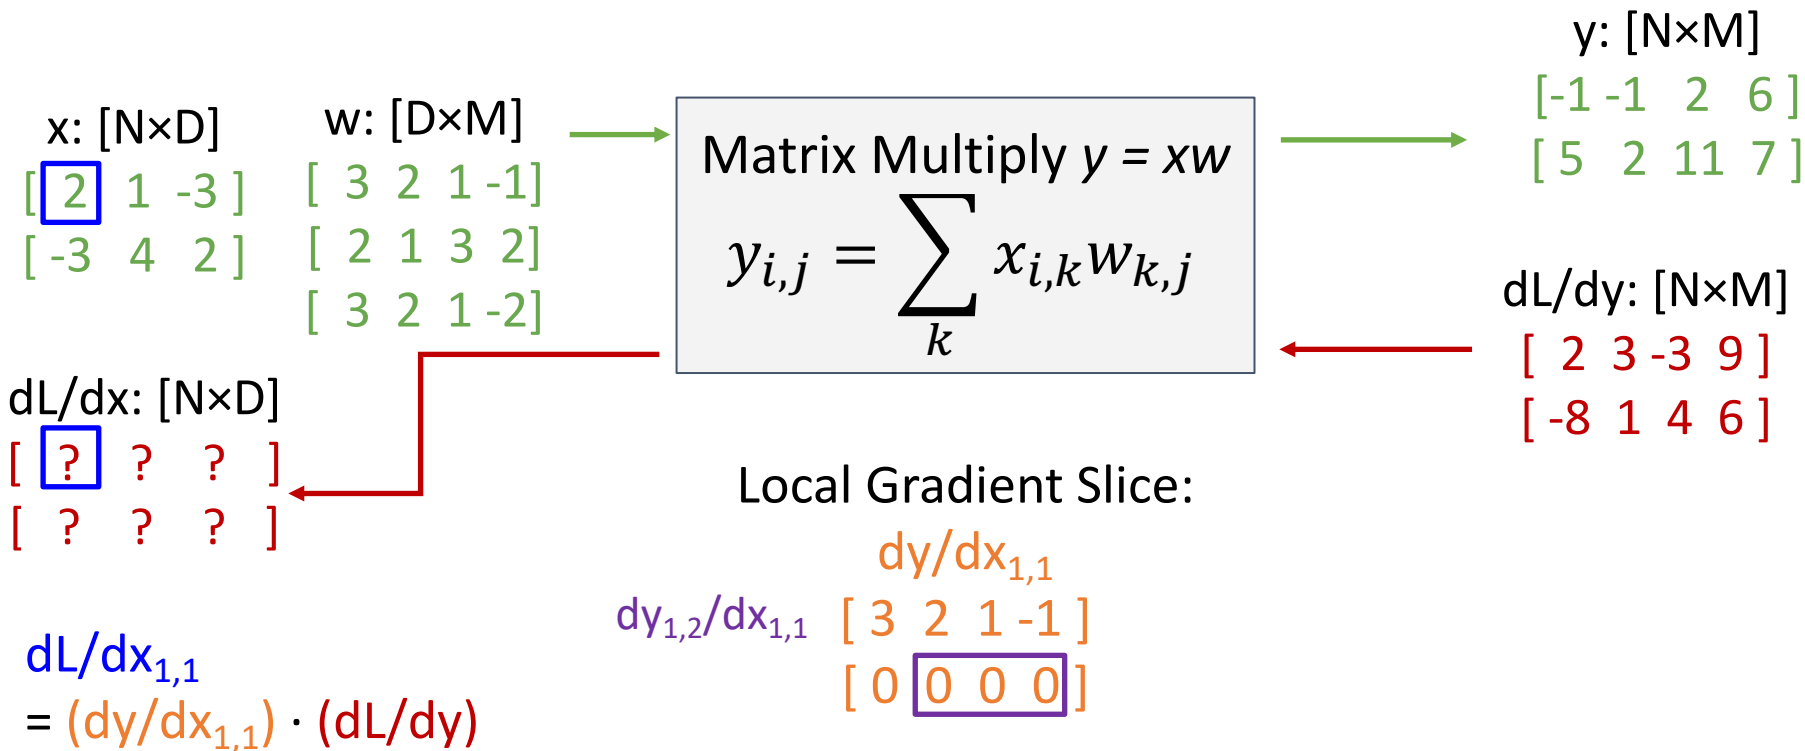 x: [N×D]
[ 2 1 -3 ]
[ -3 4 2 ]
w: [D×M]
[ 3 2 1 -1]
[ 2 1 3 2]
[ 3 2 1 -2]
Matrix Multiply y = xw
y_{i,j} = ∑_k x_{i,k} w_{k,j}
y: [N×M]
[-1 -1 2 6 ]
[ 5 2 11 7 ]
dL/dy: [N×M]
[ 2 3 -3 9 ]
[ -8 1 4 6 ]
dL/dx: [N×D]
[ ? ? ? ]
[ ? ? ? ]
Local Gradient Slice:
dy/dx_{1,1}
dy_{1,2}/dx_{1,1}
[ 3 2 1 -1 ]
[ 0 0 0 0 ]
dL/dx_{1,1}
= (dy/dx_{1,1}) · (dL/dy)